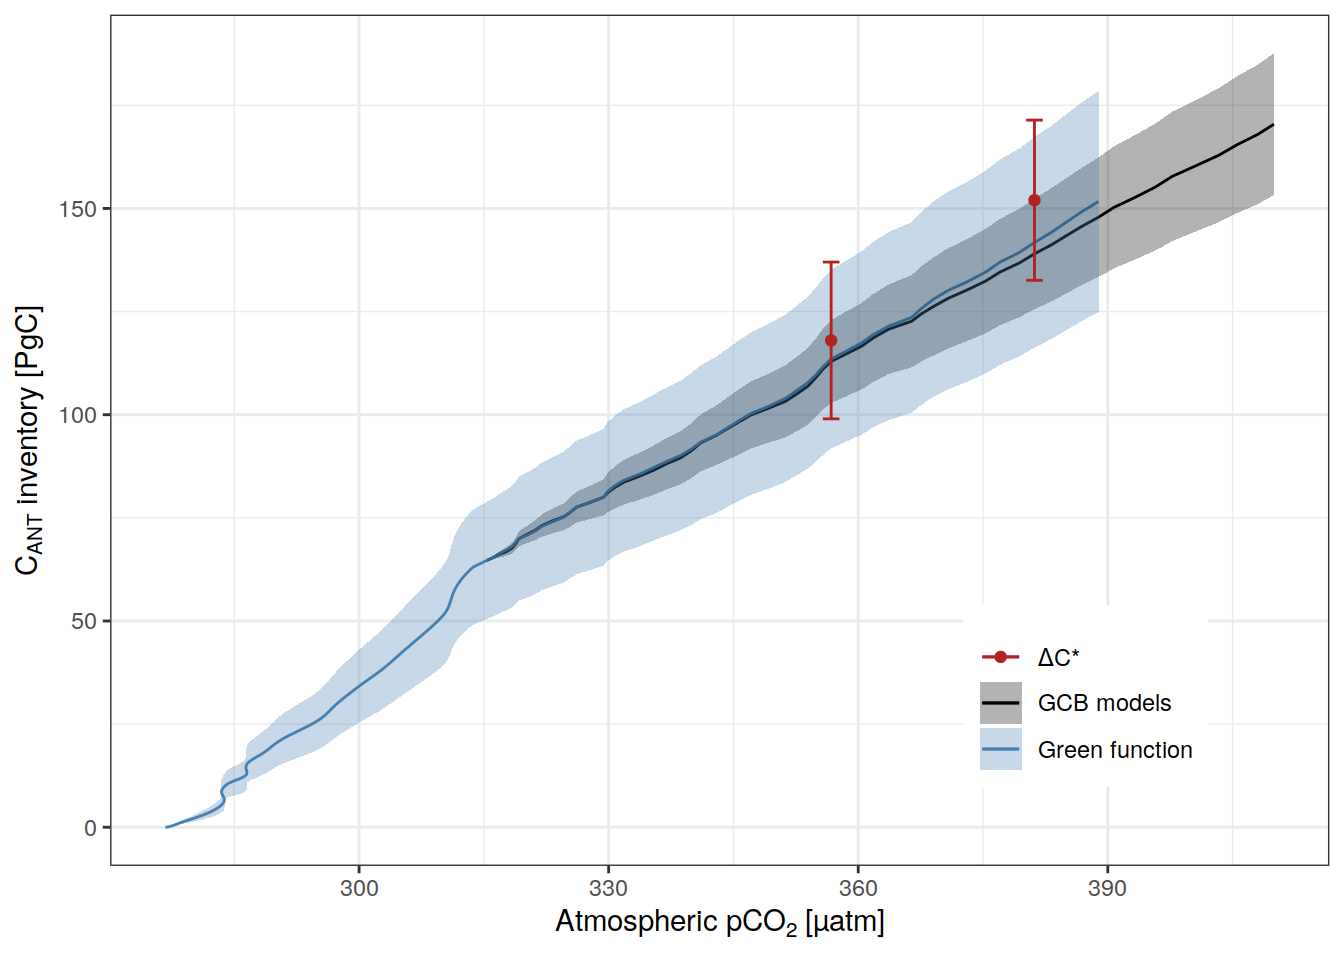 C_ANT inventory [PgC]
150
100
50
0
300 330 360 390
Atmospheric pCO₂ [µatm]
ΔC*
GCB models
Green function